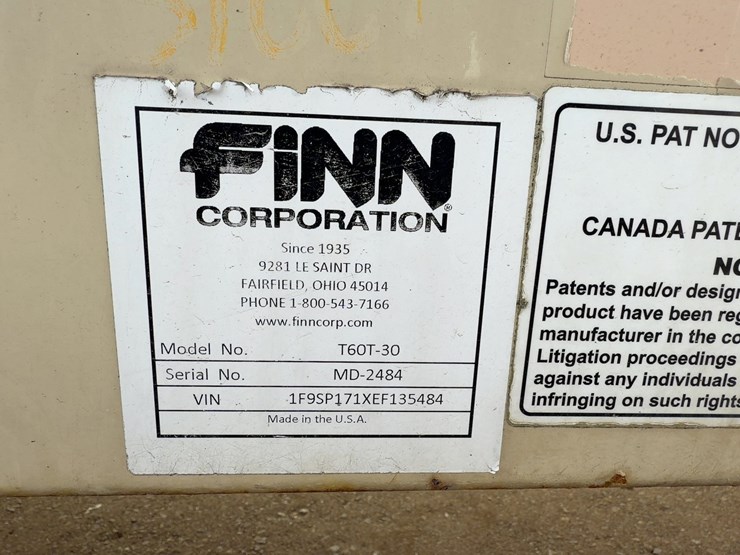 FINN
CORPORATION
Since 1935
9281 LE SAINT DR
FAIRFIELD, OHIO 45014
PHONE 1-800-543-7166
www.finncorp.com
Model No. T60T-30
Serial No. MD-2484
VIN 1F9SP171XEF135484
Made in the U.S.A.
U.S. PAT NO
CANADA PATE
NO
Patents and/or design
product have been reg
manufacturer in the co
Litigation proceedings
against any individuals
infringing on such rights